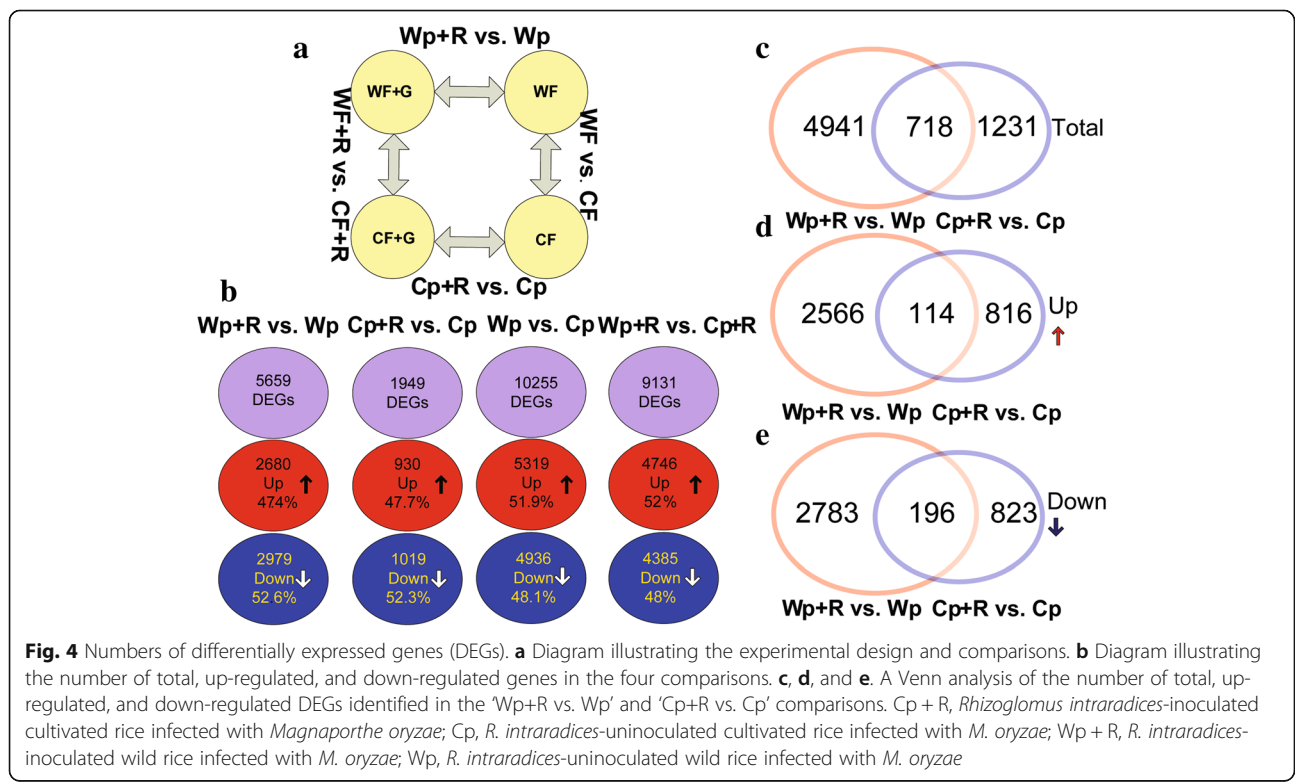 a
Wp+R vs. Wp
WF+G
WF
WF+R vs. CF+R
WF vs. CF
CF+G
CF
Cp+R vs. Cp
b
Wp+R vs. Wp Cp+R vs. Cp Wp vs. Cp Wp+R vs. Cp+R
5659
DEGs
1949
DEGs
10255
DEGs
9131
DEGs
2680
Up ↑
47.4%
930
Up ↑
47.7%
5319
Up ↑
51.9%
4746
Up ↑
52%
2979
Down ↓
52 6%
1019
Down ↓
52.3%
4936
Down ↓
48.1%
4385
Down ↓
48%
c
4941 718 1231 Total
Wp+R vs. Wp Cp+R vs. Cp
d
2566 114 816 Up
↑
Wp+R vs. Wp Cp+R vs. Cp
e
2783 196 823 Down
↓
Wp+R vs. Wp Cp+R vs. Cp
Fig. 4 Numbers of differentially expressed genes (DEGs). a Diagram illustrating the experimental design and comparisons. b Diagram illustrating
the number of total, up-regulated, and down-regulated genes in the four comparisons. c, d, and e. A Venn analysis of the number of total, up-
regulated, and down-regulated DEGs identified in the 'Wp+R vs. Wp' and 'Cp+R vs. Cp' comparisons. Cp + R, Rhizoglomus intraradices-inoculated
cultivated rice infected with Magnaporthe oryzae; Cp, R. intraradices-uninoculated cultivated rice infected with M. oryzae; Wp + R, R. intraradices-
inoculated wild rice infected with M. oryzae; Wp, R. intraradices-uninoculated wild rice infected with M. oryzae